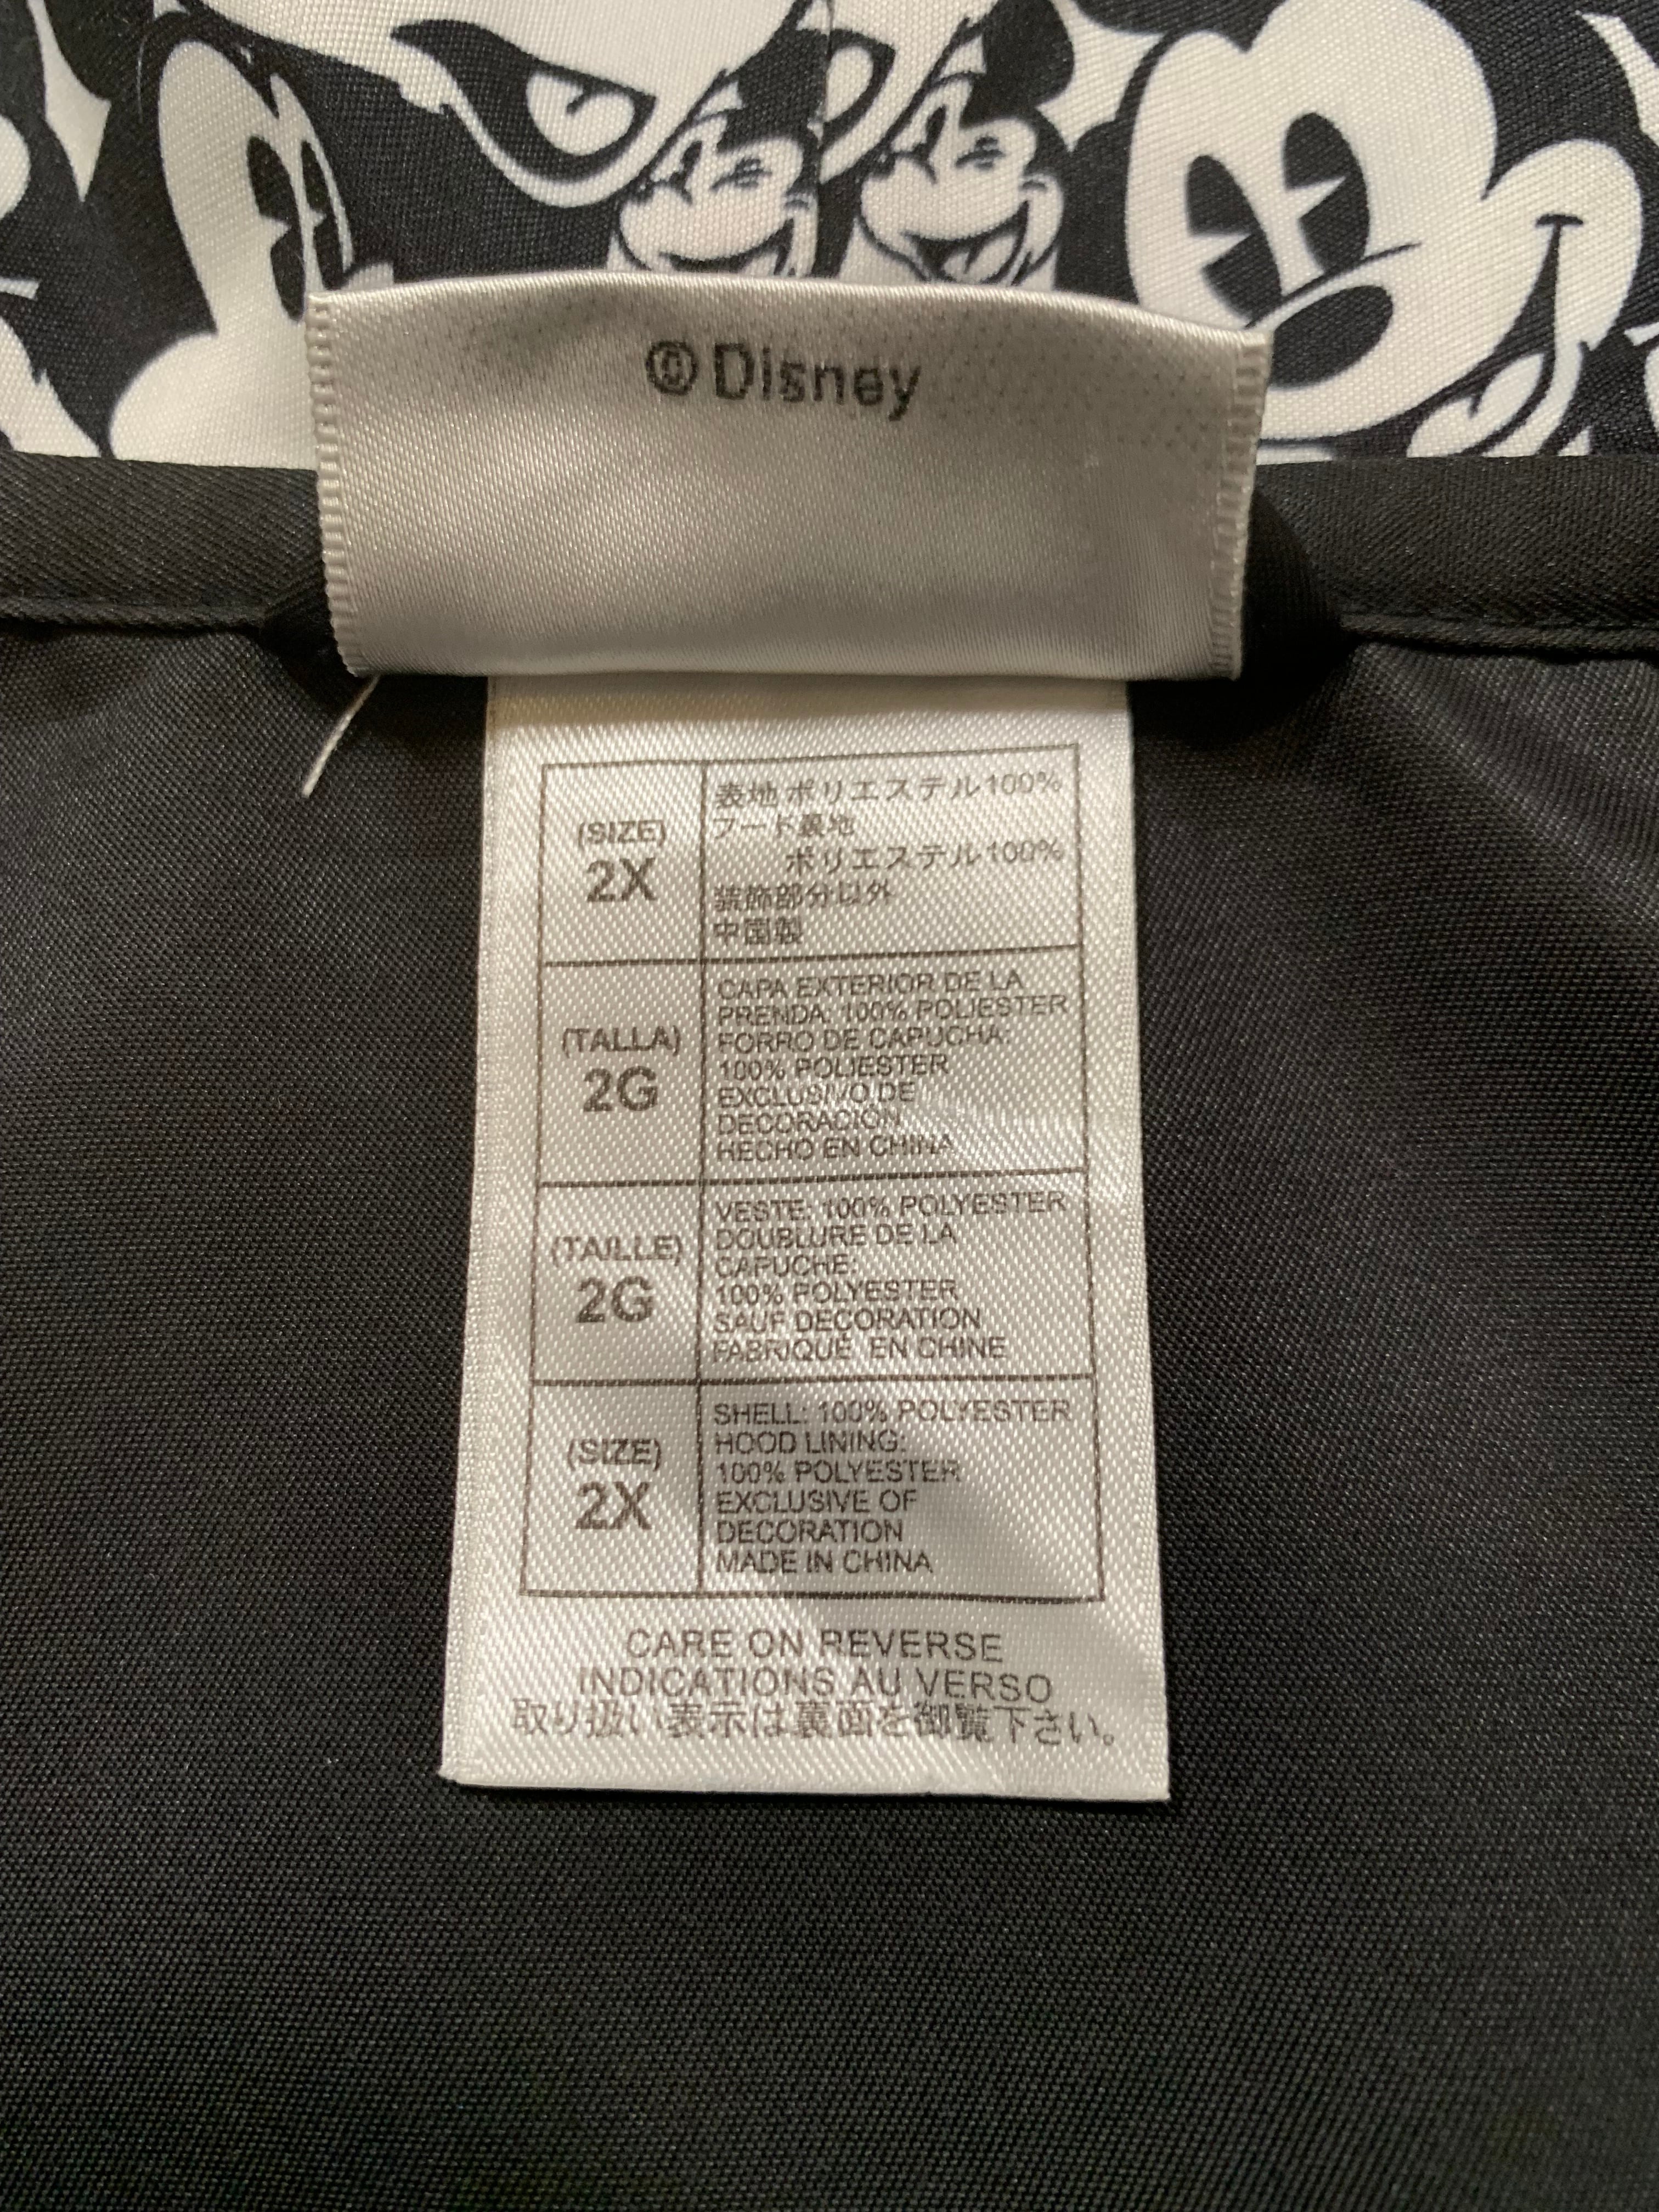 ©Disney
(SIZE)
2X
表地 ポリエステル100%
フード裏地
ポリエステル100%
装飾部分以外
中国製
(TALLA)
2G
CAPA EXTERIOR DE LA
PRENDA: 100% POLIESTER
FORRO DE CAPUCHA:
100% POLIESTER
EXCLUSIVO DE
DECORACION
HECHO EN CHINA
(TAILLE)
2G
VESTE: 100% POLYESTER
DOUBLURE DE LA
CAPUCHE:
100% POLYESTER
SAUF DECORATION
FABRIQUÉ EN CHINE
(SIZE)
2X
SHELL: 100% POLYESTER
HOOD LINING:
100% POLYESTER
EXCLUSIVE OF
DECORATION
MADE IN CHINA
CARE ON REVERSE
INDICATIONS AU VERSO
取り扱い表示は裏面を御覧下さい。